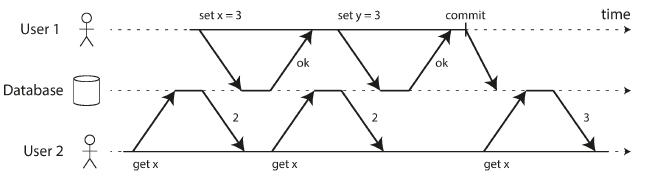 set x = 3
set y = 3
commit
time
User 1
ok
ok
Database
2
2
3
User 2
get x
get x
get x